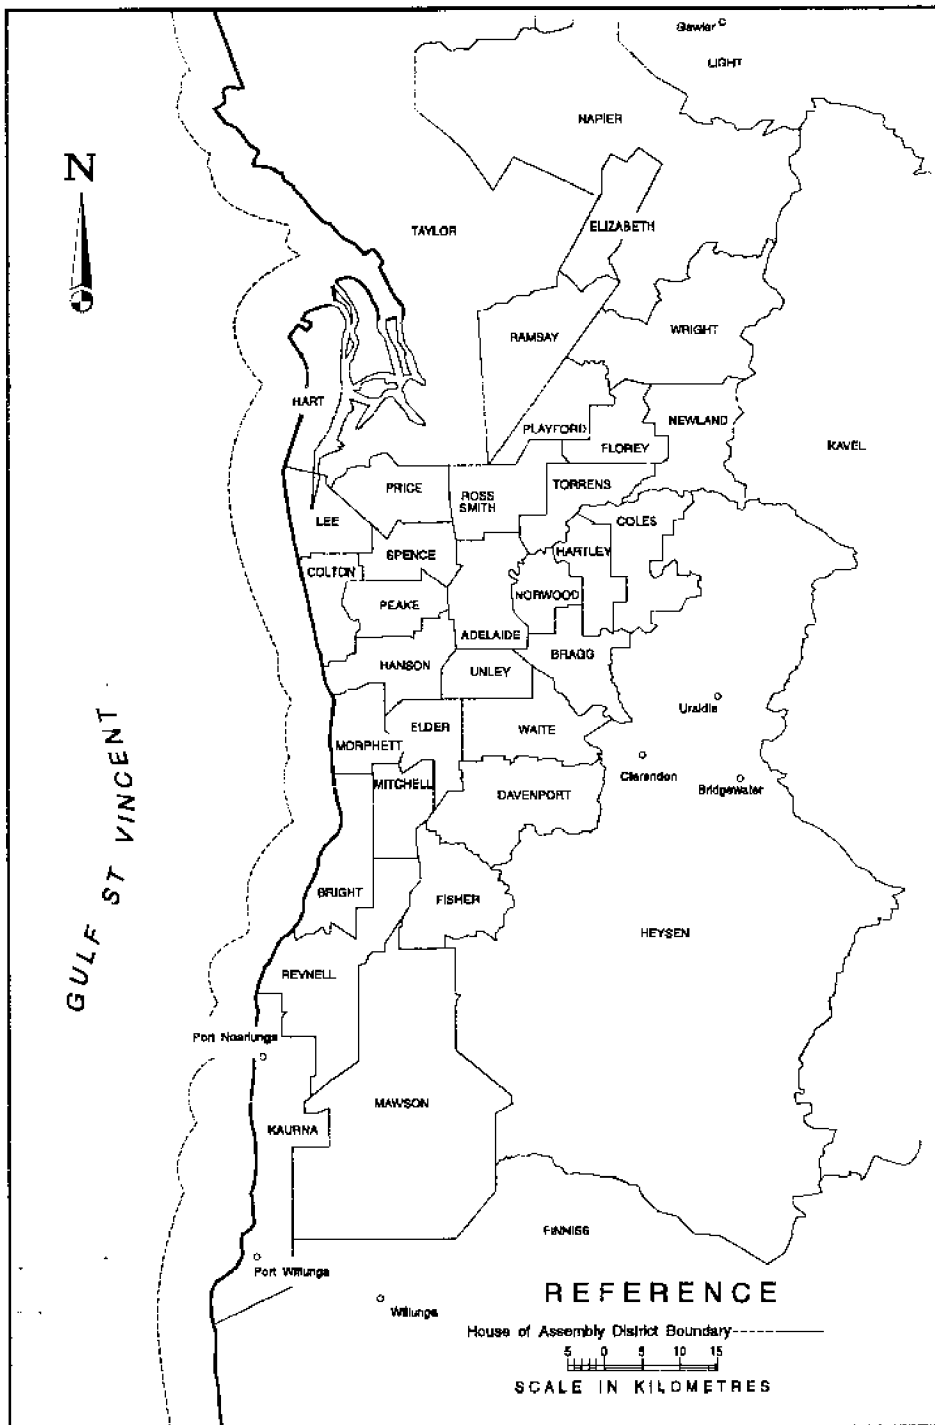 Gawler
LIGHT
NAPIER
N
TAYLOR
ELIZABETH
RAMSAY
WRIGHT
HART
PLAYFORD
NEWLAND
FLOREY
KAVEL
PRICE
ROSS
SMITH
TORRENS
LEE
COLES
SPENCE
HARTLEY
COLTON
PEAKE
NORWOOD
ADELAIDE
HANSON
UNLEY
BRAGG
Uraidla
ELDER
WAITE
MORPHETT
MITCHELL
Clarendon
Bridgewater
DAVENPORT
GULF ST VINCENT
BRIGHT
FISHER
HEYSEN
REYNELL
Port Noarlunga
MAWSON
KAURNA
FINNISS
Port Willunga
Willunga
REFERENCE
House of Assembly District Boundary
5 0 5 10 15
SCALE IN KILOMETRES